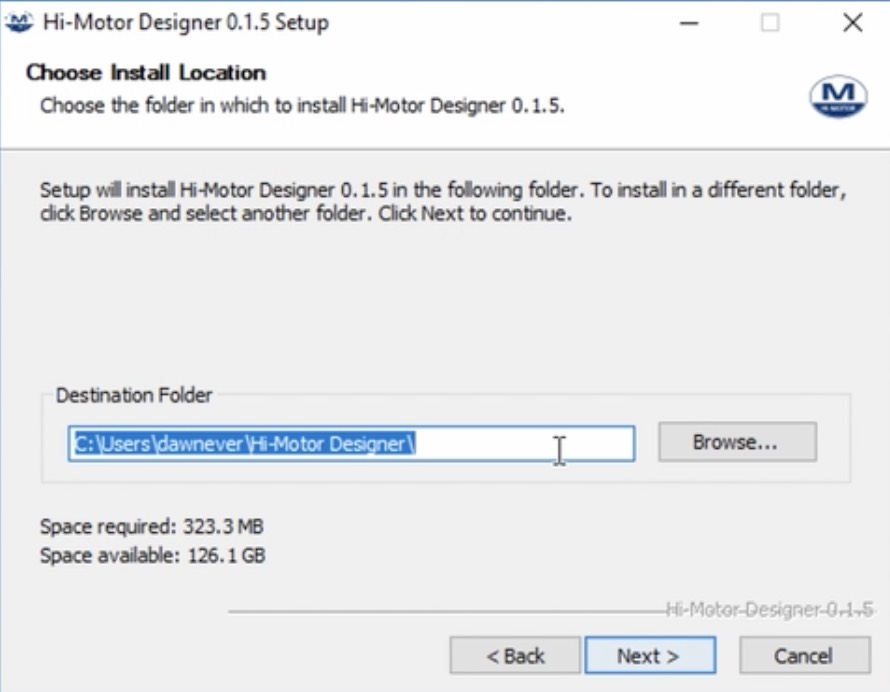 Hi-Motor Designer 0.1.5 Setup
Choose Install Location
Choose the folder in which to install Hi-Motor Designer 0.1.5.
M
HI-MOTOR
Setup will install Hi-Motor Designer 0.1.5 in the following folder. To install in a different folder,
click Browse and select another folder. Click Next to continue.
Destination Folder
C:\Users\dawnever\Hi-Motor Designer\
Browse...
Space required: 323.3 MB
Space available: 126.1 GB
Hi-Motor Designer 0.1.5
< Back
Next >
Cancel